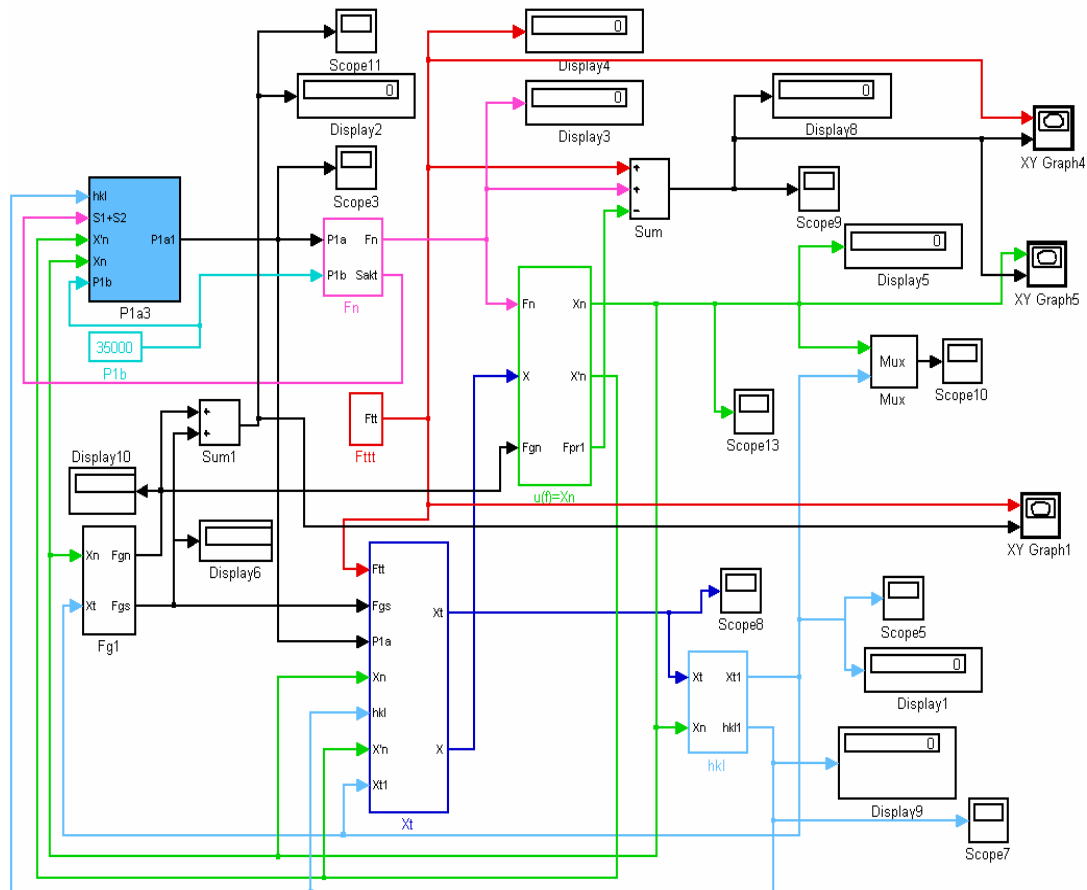 0
Scope11
Display4
0
Display2
0
Display3
0
Display8
XY Graph4
Scope3
hkl
S1+S2
X'n
Xn
P1b
P1a1
P1a3
P1a
P1b
Fn
Sakt
Fn
Sum
Scope9
0
Display5
XY Graph5
35000
P1b
Fn
X
Fgn
Xn
X'n
Fpr1
u(f)=Xn
Mux
Mux
Scope10
Scope13
Ftt
Fttt
Sum1
Display10
Display6
XY Graph1
Xn
Xt
Fgn
Fgs
Fg1
Ftt
Fgs
P1a
Xn
hkl
X'n
Xt1
Xt
X
Xt
Scope8
Scope5
Xt
Xn
Xt1
hkl1
hkl
0
Display1
0
Display9
Scope7